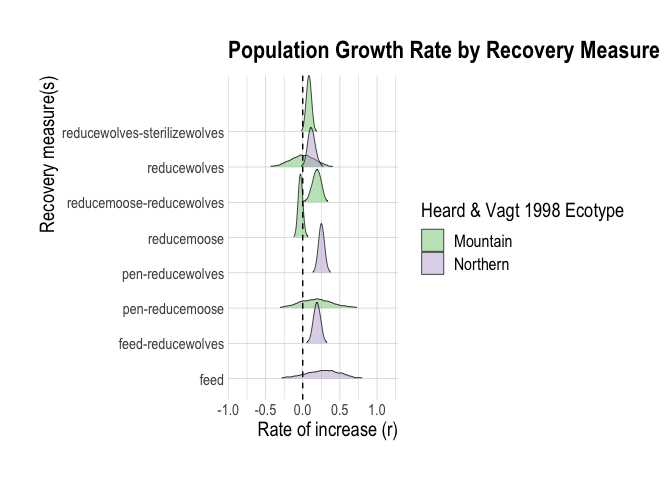 Population Growth Rate by Recovery Measure
Recovery measure(s)
reducewolves-sterilizewolves
reducewolves
reducemoose-reducewolves
reducemoose
pen-reducewolves
pen-reducemoose
feed-reducewolves
feed
-1.0 -0.5 0.0 0.5 1.0
Rate of increase (r)
Heard & Vagt 1998 Ecotype
Mountain
Northern